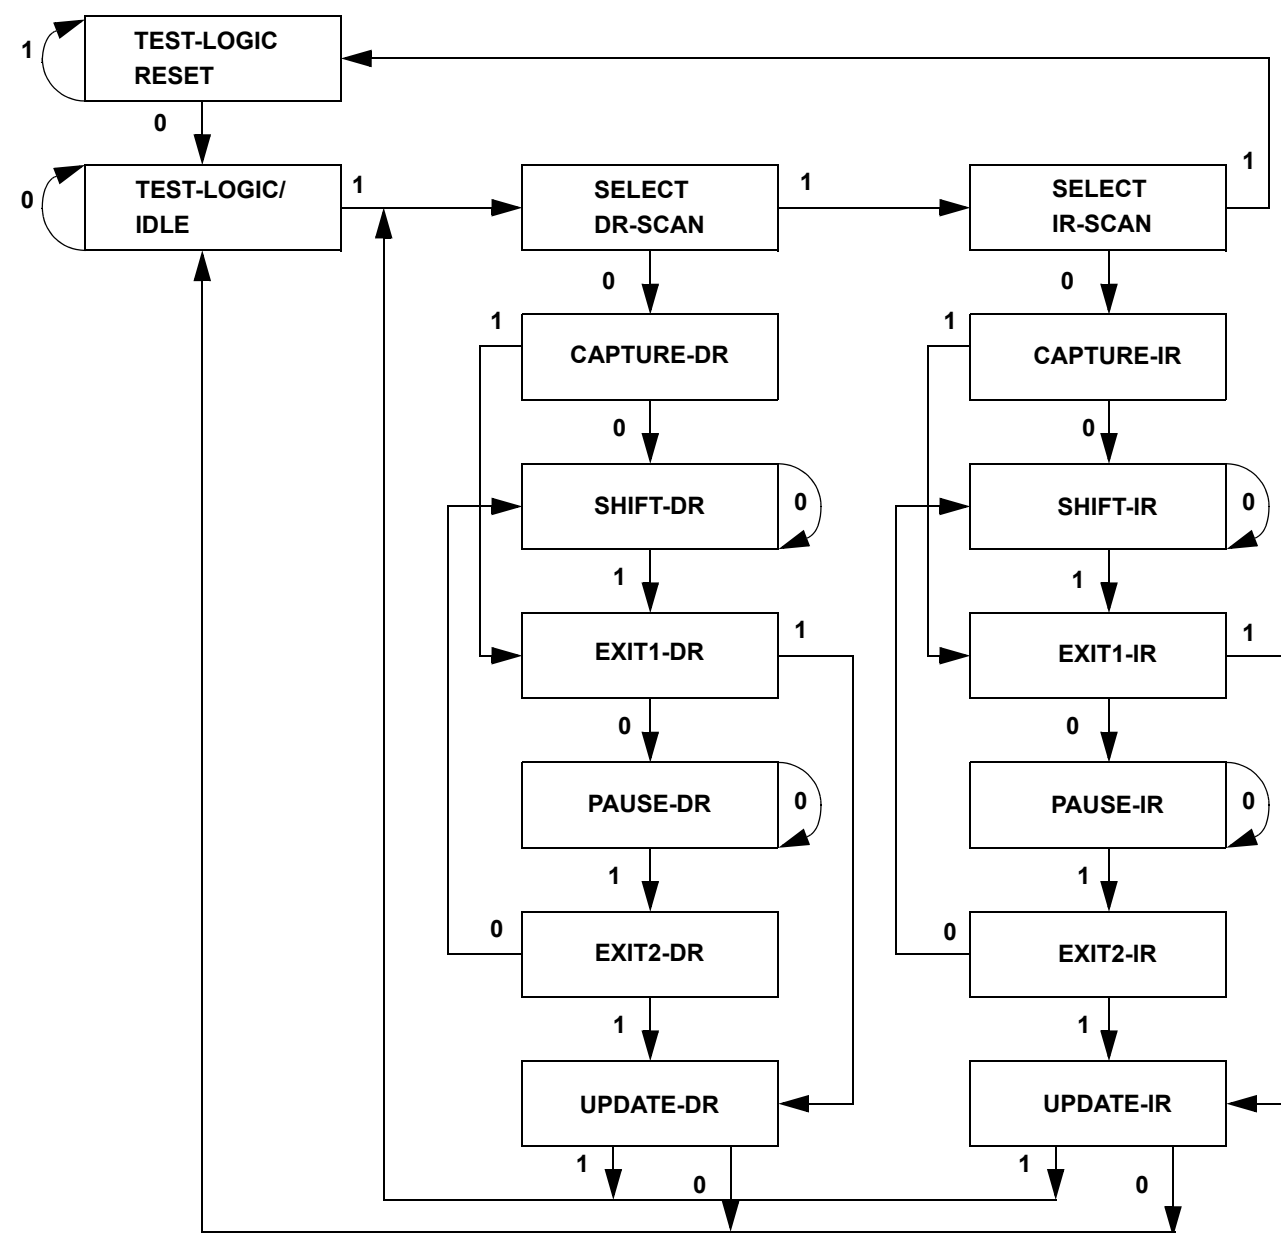 1
TEST-LOGIC
RESET
0
0
TEST-LOGIC/
IDLE
1
SELECT
DR-SCAN
1
SELECT
IR-SCAN
1
0
0
1
CAPTURE-DR
1
CAPTURE-IR
0
0
SHIFT-DR
0
SHIFT-IR
0
1
1
EXIT1-DR
1
EXIT1-IR
1
0
0
PAUSE-DR
0
PAUSE-IR
0
1
1
0
EXIT2-DR
0
EXIT2-IR
1
1
UPDATE-DR
UPDATE-IR
1
0
1
0